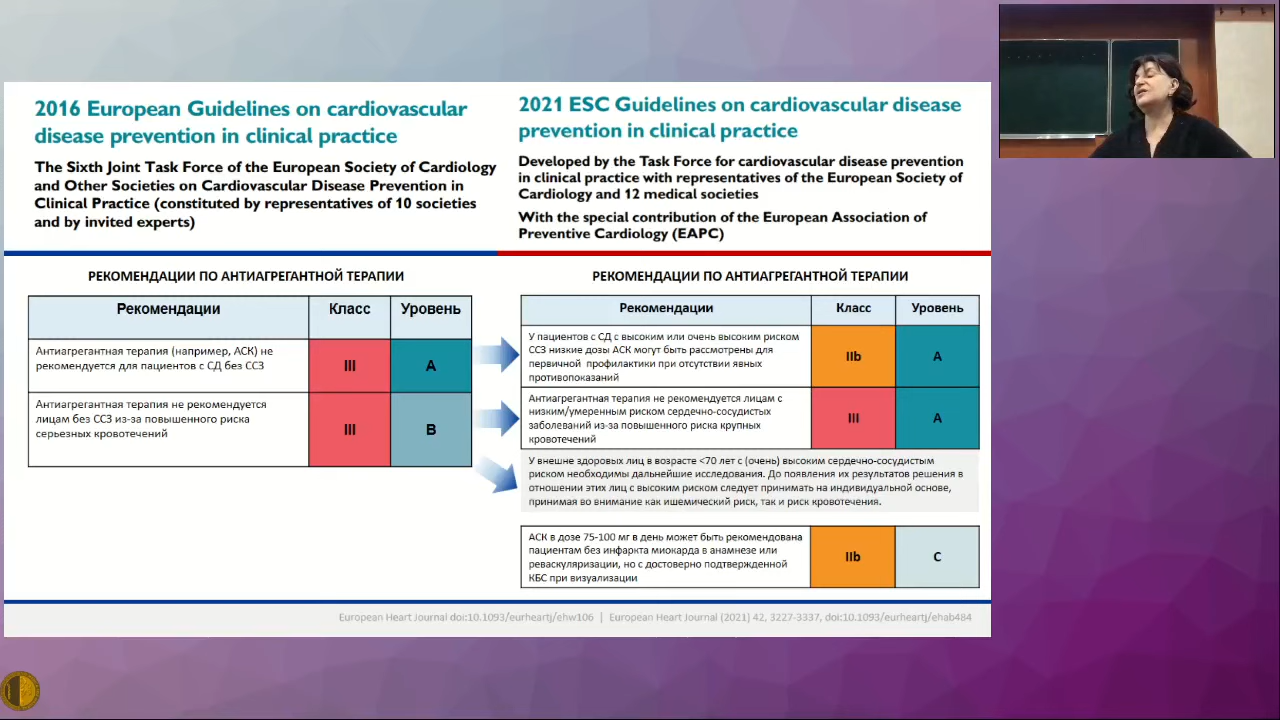 2016 European Guidelines on cardiovascular
disease prevention in clinical practice
The Sixth Joint Task Force of the European Society of Cardiology
and Other Societies on Cardiovascular Disease Prevention in
Clinical Practice (constituted by representatives of 10 societies
and by invited experts)
РЕКОМЕНДАЦИИ ПО АНТИАГРЕГАНТНОЙ ТЕРАПИИ
Рекомендации Класс Уровень
Антиагрегантная терапия (например, АСК) не
рекомендуется для пациентов с СД без ССЗ
III A
Антиагрегантная терапия не рекомендуется
лицам без ССЗ из-за повышенного риска
серьезных кровотечений
III B
2021 ESC Guidelines on cardiovascular disease
prevention in clinical practice
Developed by the Task Force for cardiovascular disease prevention
in clinical practice with representatives of the European Society of
Cardiology and 12 medical societies
With the special contribution of the European Association of
Preventive Cardiology (EAPC)
РЕКОМЕНДАЦИИ ПО АНТИАГРЕГАНТНОЙ ТЕРАПИИ
Рекомендации Класс Уровень
У пациентов с СД с высоким или очень высоким риском
ССЗ низкие дозы АСК могут быть рассмотрены для
первичной профилактики при отсутствии явных
противопоказаний
IIb A
Антиагрегантная терапия не рекомендуется лицам с
низким/умеренным риском сердечно-сосудистых
заболеваний из-за повышенного риска крупных
кровотечений
III A
У внешне здоровых лиц в возрасте <70 лет с (очень) высоким сердечно-сосудистым
риском необходимы дальнейшие исследования. До появления их результатов решения в
отношении этих лиц с высоким риском следует принимать на индивидуальной основе,
принимая во внимание как ишемический риск, так и риск кровотечения.
АСК в дозе 75-100 мг в день может быть рекомендована
пациентам без инфаркта миокарда в анамнезе или
реваскуляризации, но с достоверно подтвержденной
КБС при визуализации
IIb C
European Heart Journal doi:10.1093/eurheartj/ehw106 | European Heart Journal (2021) 42, 3227-3337, doi:10.1093/eurheartj/ehab484